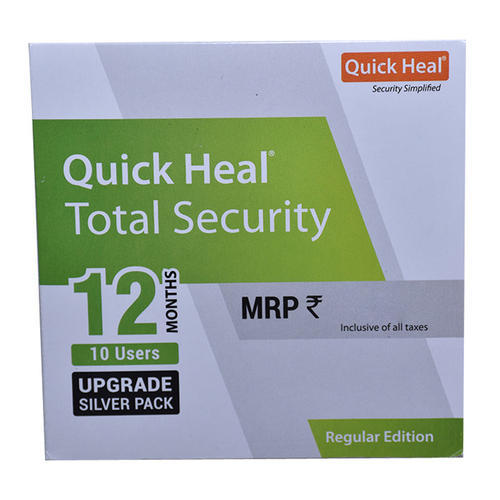 Quick Heal®
Security Simplified
Quick Heal®
Total Security
12 MONTHS
10 Users
UPGRADE
SILVER PACK
MRP ₹
Inclusive of all taxes
Regular Edition